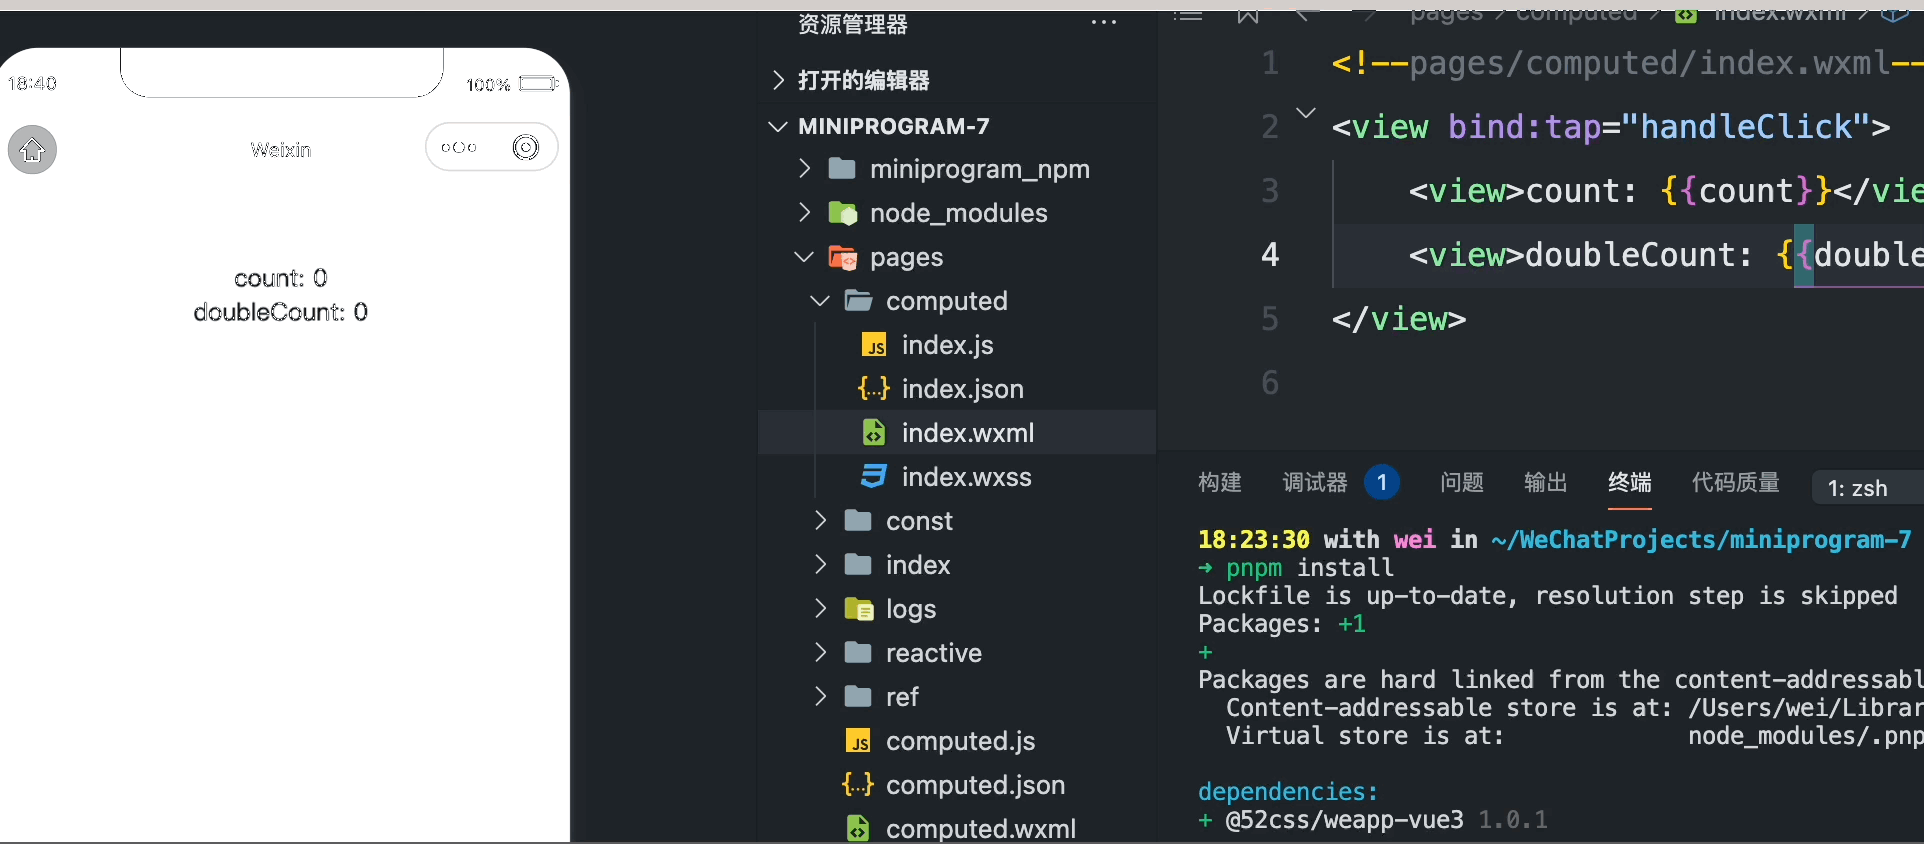 18:40
100%
Weixin
count: 0
doubleCount: 0
资源管理器
打开的编辑器
MINIPROGRAM-7
miniprogram_npm
node_modules
pages
computed
index.js
index.json
index.wxml
index.wxss
const
index
logs
reactive
ref
computed.js
computed.json
computed.wxml
pages computed index.wxml
1 <!--pages/computed/index.wxml--
2 <view bind:tap="handleClick">
3 <view>count: {{count}}</vie
4 <view>doubleCount: {{double
5 </view>
6
构建 调试器 1 问题 输出 终端 代码质量 1: zsh
18:23:30 with wei in ~/WeChatProjects/miniprogram-7
→ pnpm install
Lockfile is up-to-date, resolution step is skipped
Packages: +1
+
Packages are hard linked from the content-addressabl
Content-addressable store is at: /Users/wei/Librar
Virtual store is at: node_modules/.pnp
dependencies:
+ @52css/weapp-vue3 1.0.1